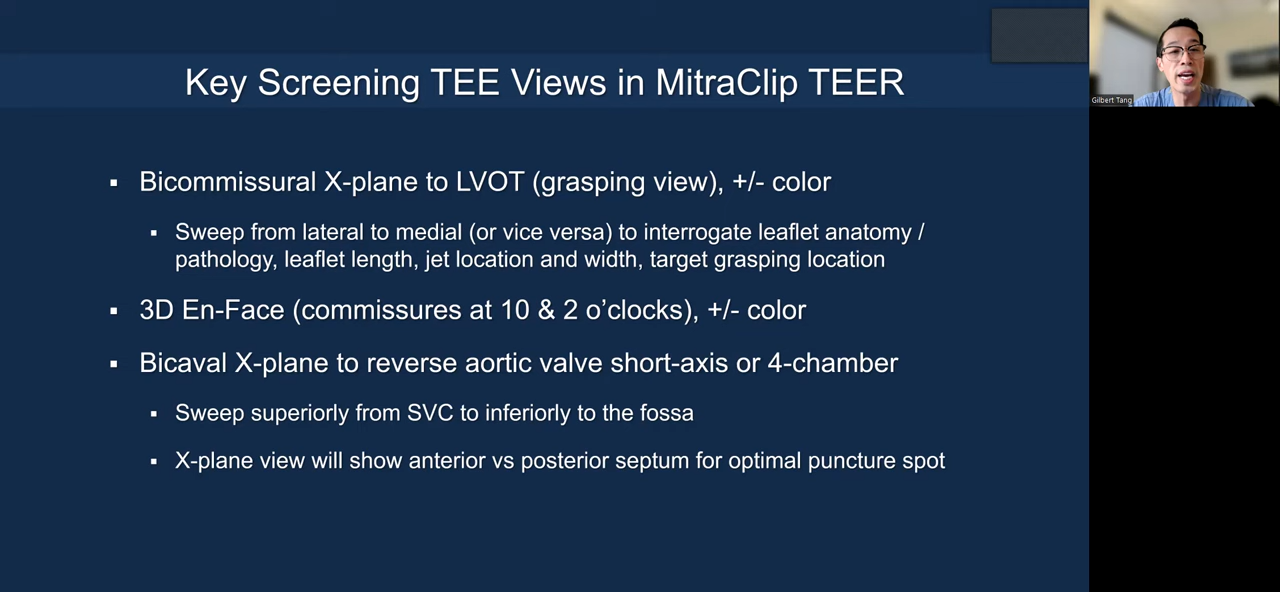 Key Screening TEE Views in MitraClip TEER
Gilbert Tang
▪ Bicommissural X-plane to LVOT (grasping view), +/- color
▪ Sweep from lateral to medial (or vice versa) to interrogate leaflet anatomy /
pathology, leaflet length, jet location and width, target grasping location
▪ 3D En-Face (commissures at 10 & 2 o’clocks), +/- color
▪ Bicaval X-plane to reverse aortic valve short-axis or 4-chamber
▪ Sweep superiorly from SVC to inferiorly to the fossa
▪ X-plane view will show anterior vs posterior septum for optimal puncture spot